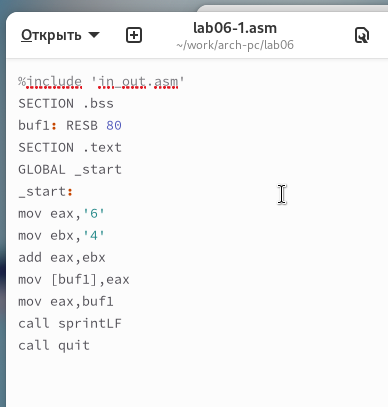 Открыть
lab06-1.asm
~/work/arch-pc/lab06
%include 'in_out.asm'
SECTION .bss
buf1: RESB 80
SECTION .text
GLOBAL _start
_start:
mov eax,'6'
mov ebx,'4'
add eax,ebx
mov [buf1],eax
mov eax,buf1
call sprintLF
call quit